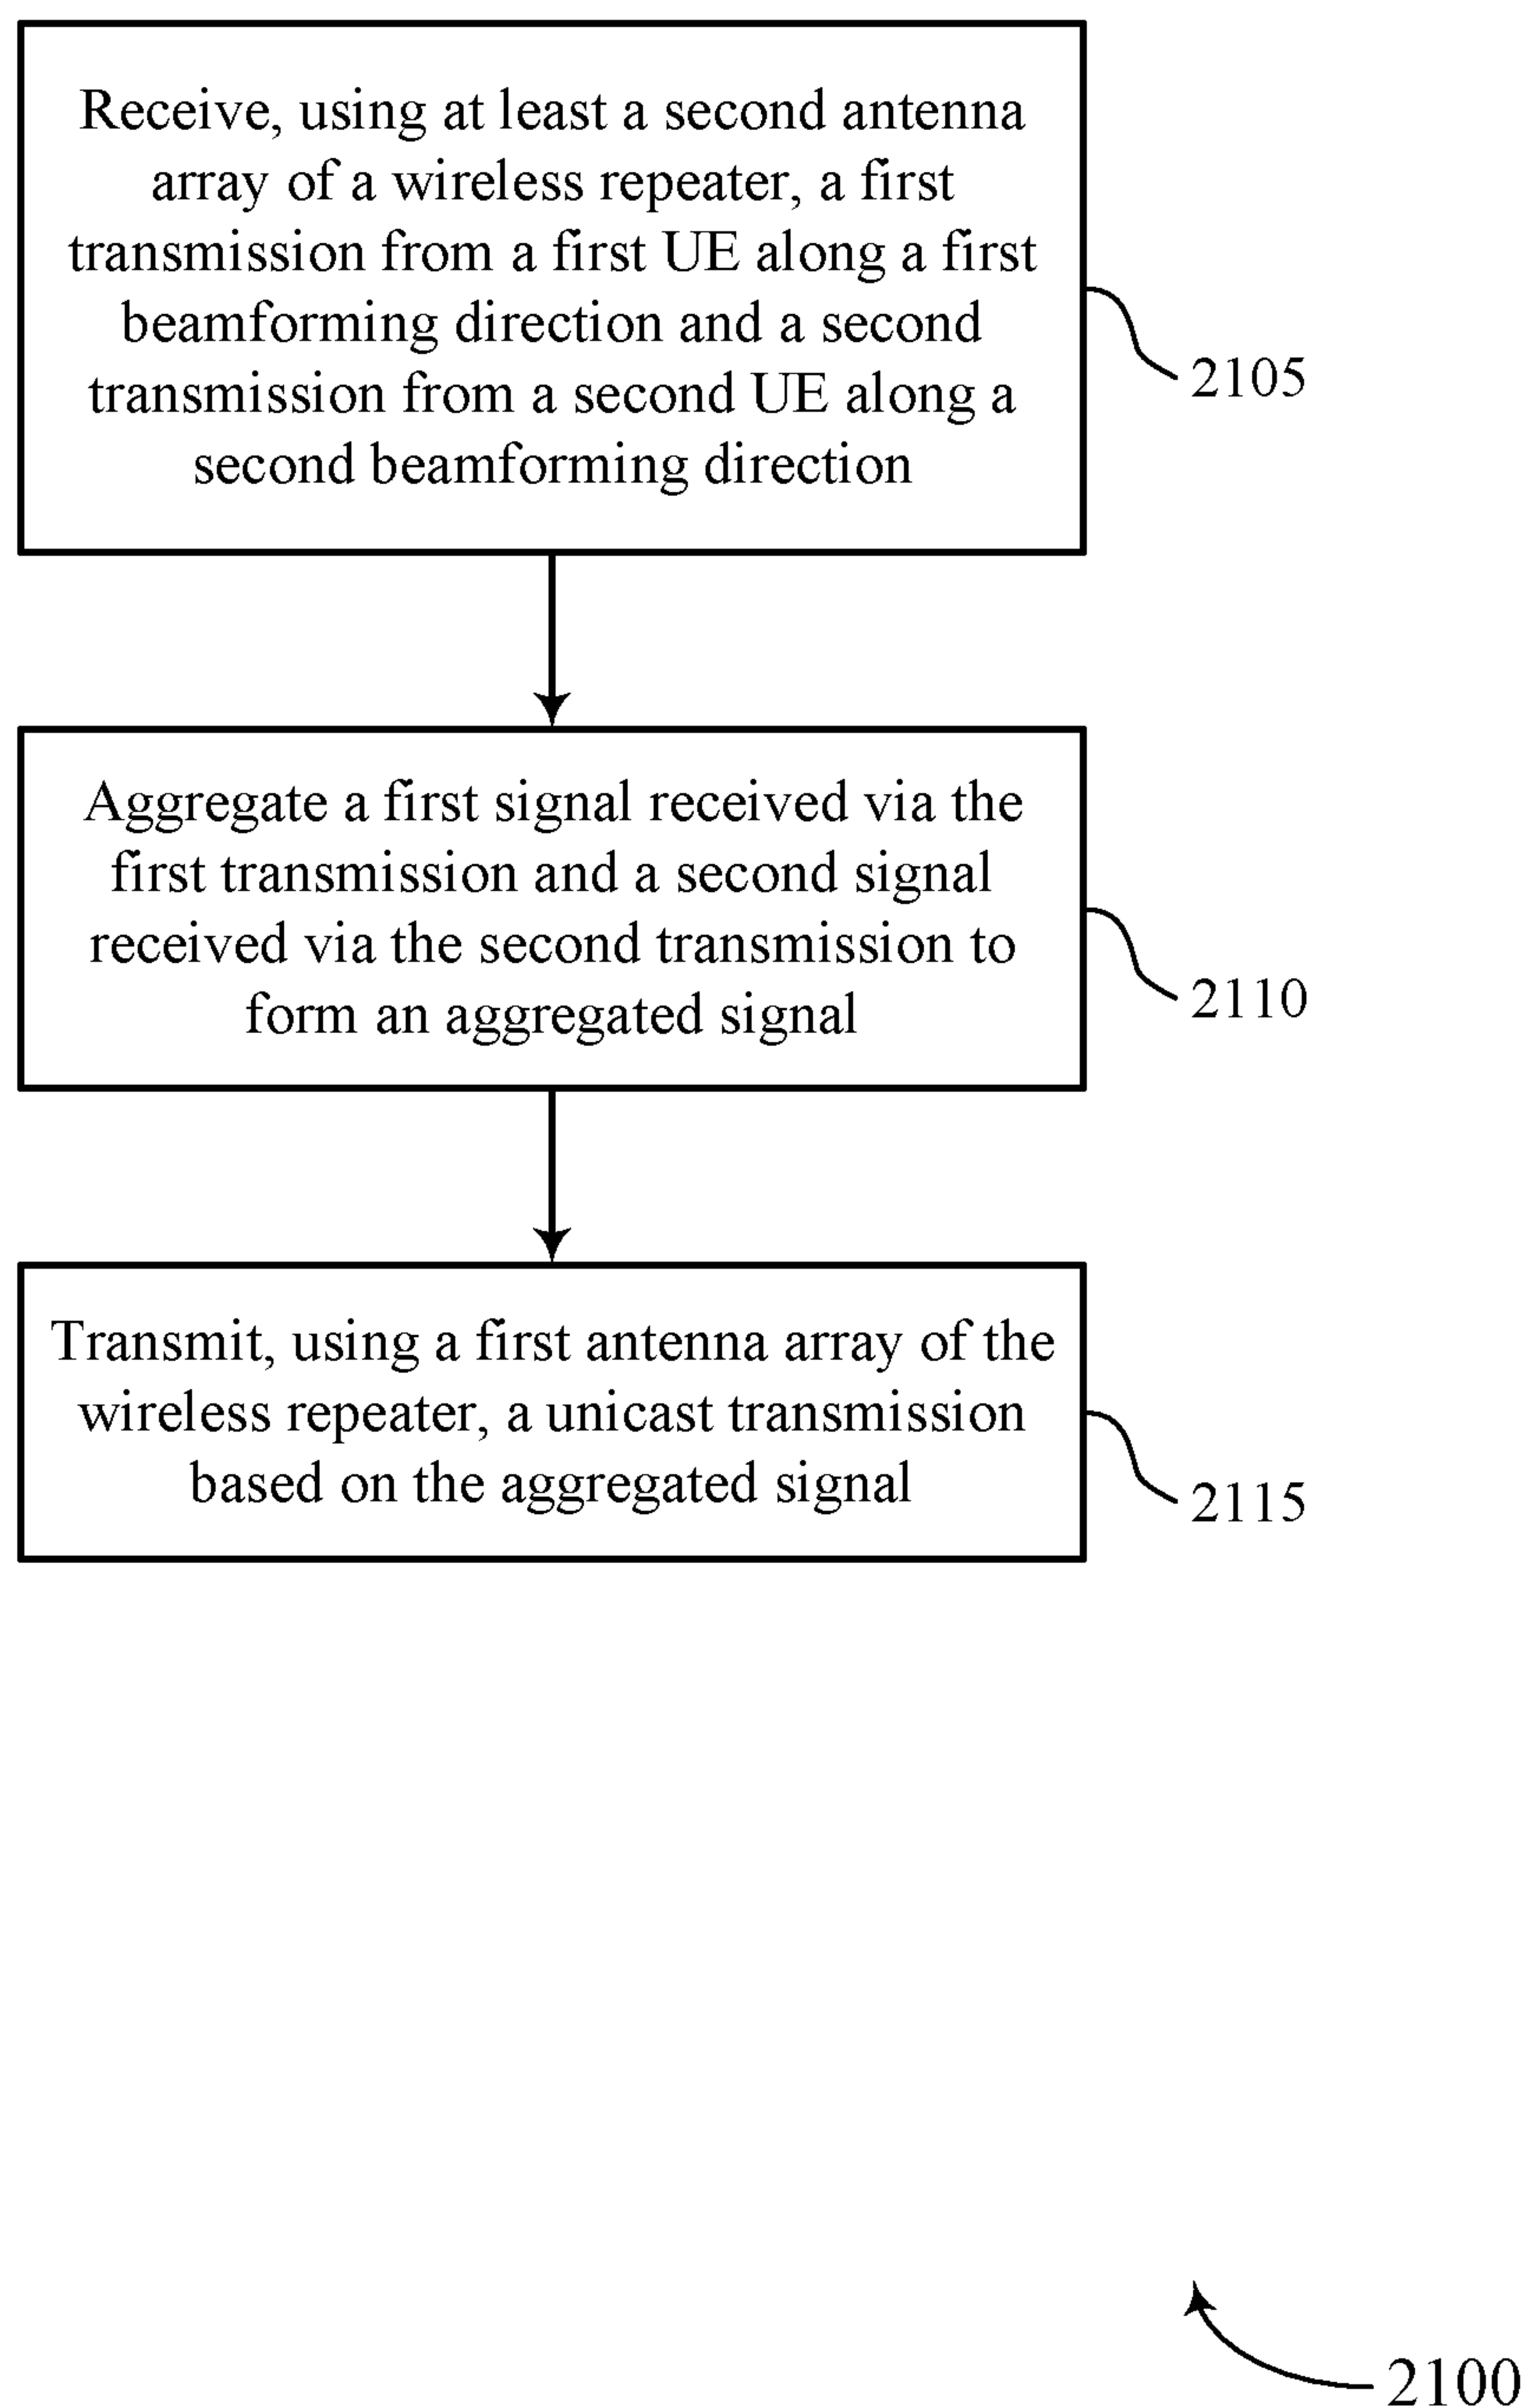 Receive, using at least a second antenna
array of a wireless repeater, a first
transmission from a first UE along a first
beamforming direction and a second
transmission from a second UE along a
second beamforming direction
2105
Aggregate a first signal received via the
first transmission and a second signal
received via the second transmission to
form an aggregated signal
2110
Transmit, using a first antenna array of the
wireless repeater, a unicast transmission
based on the aggregated signal
2115
2100